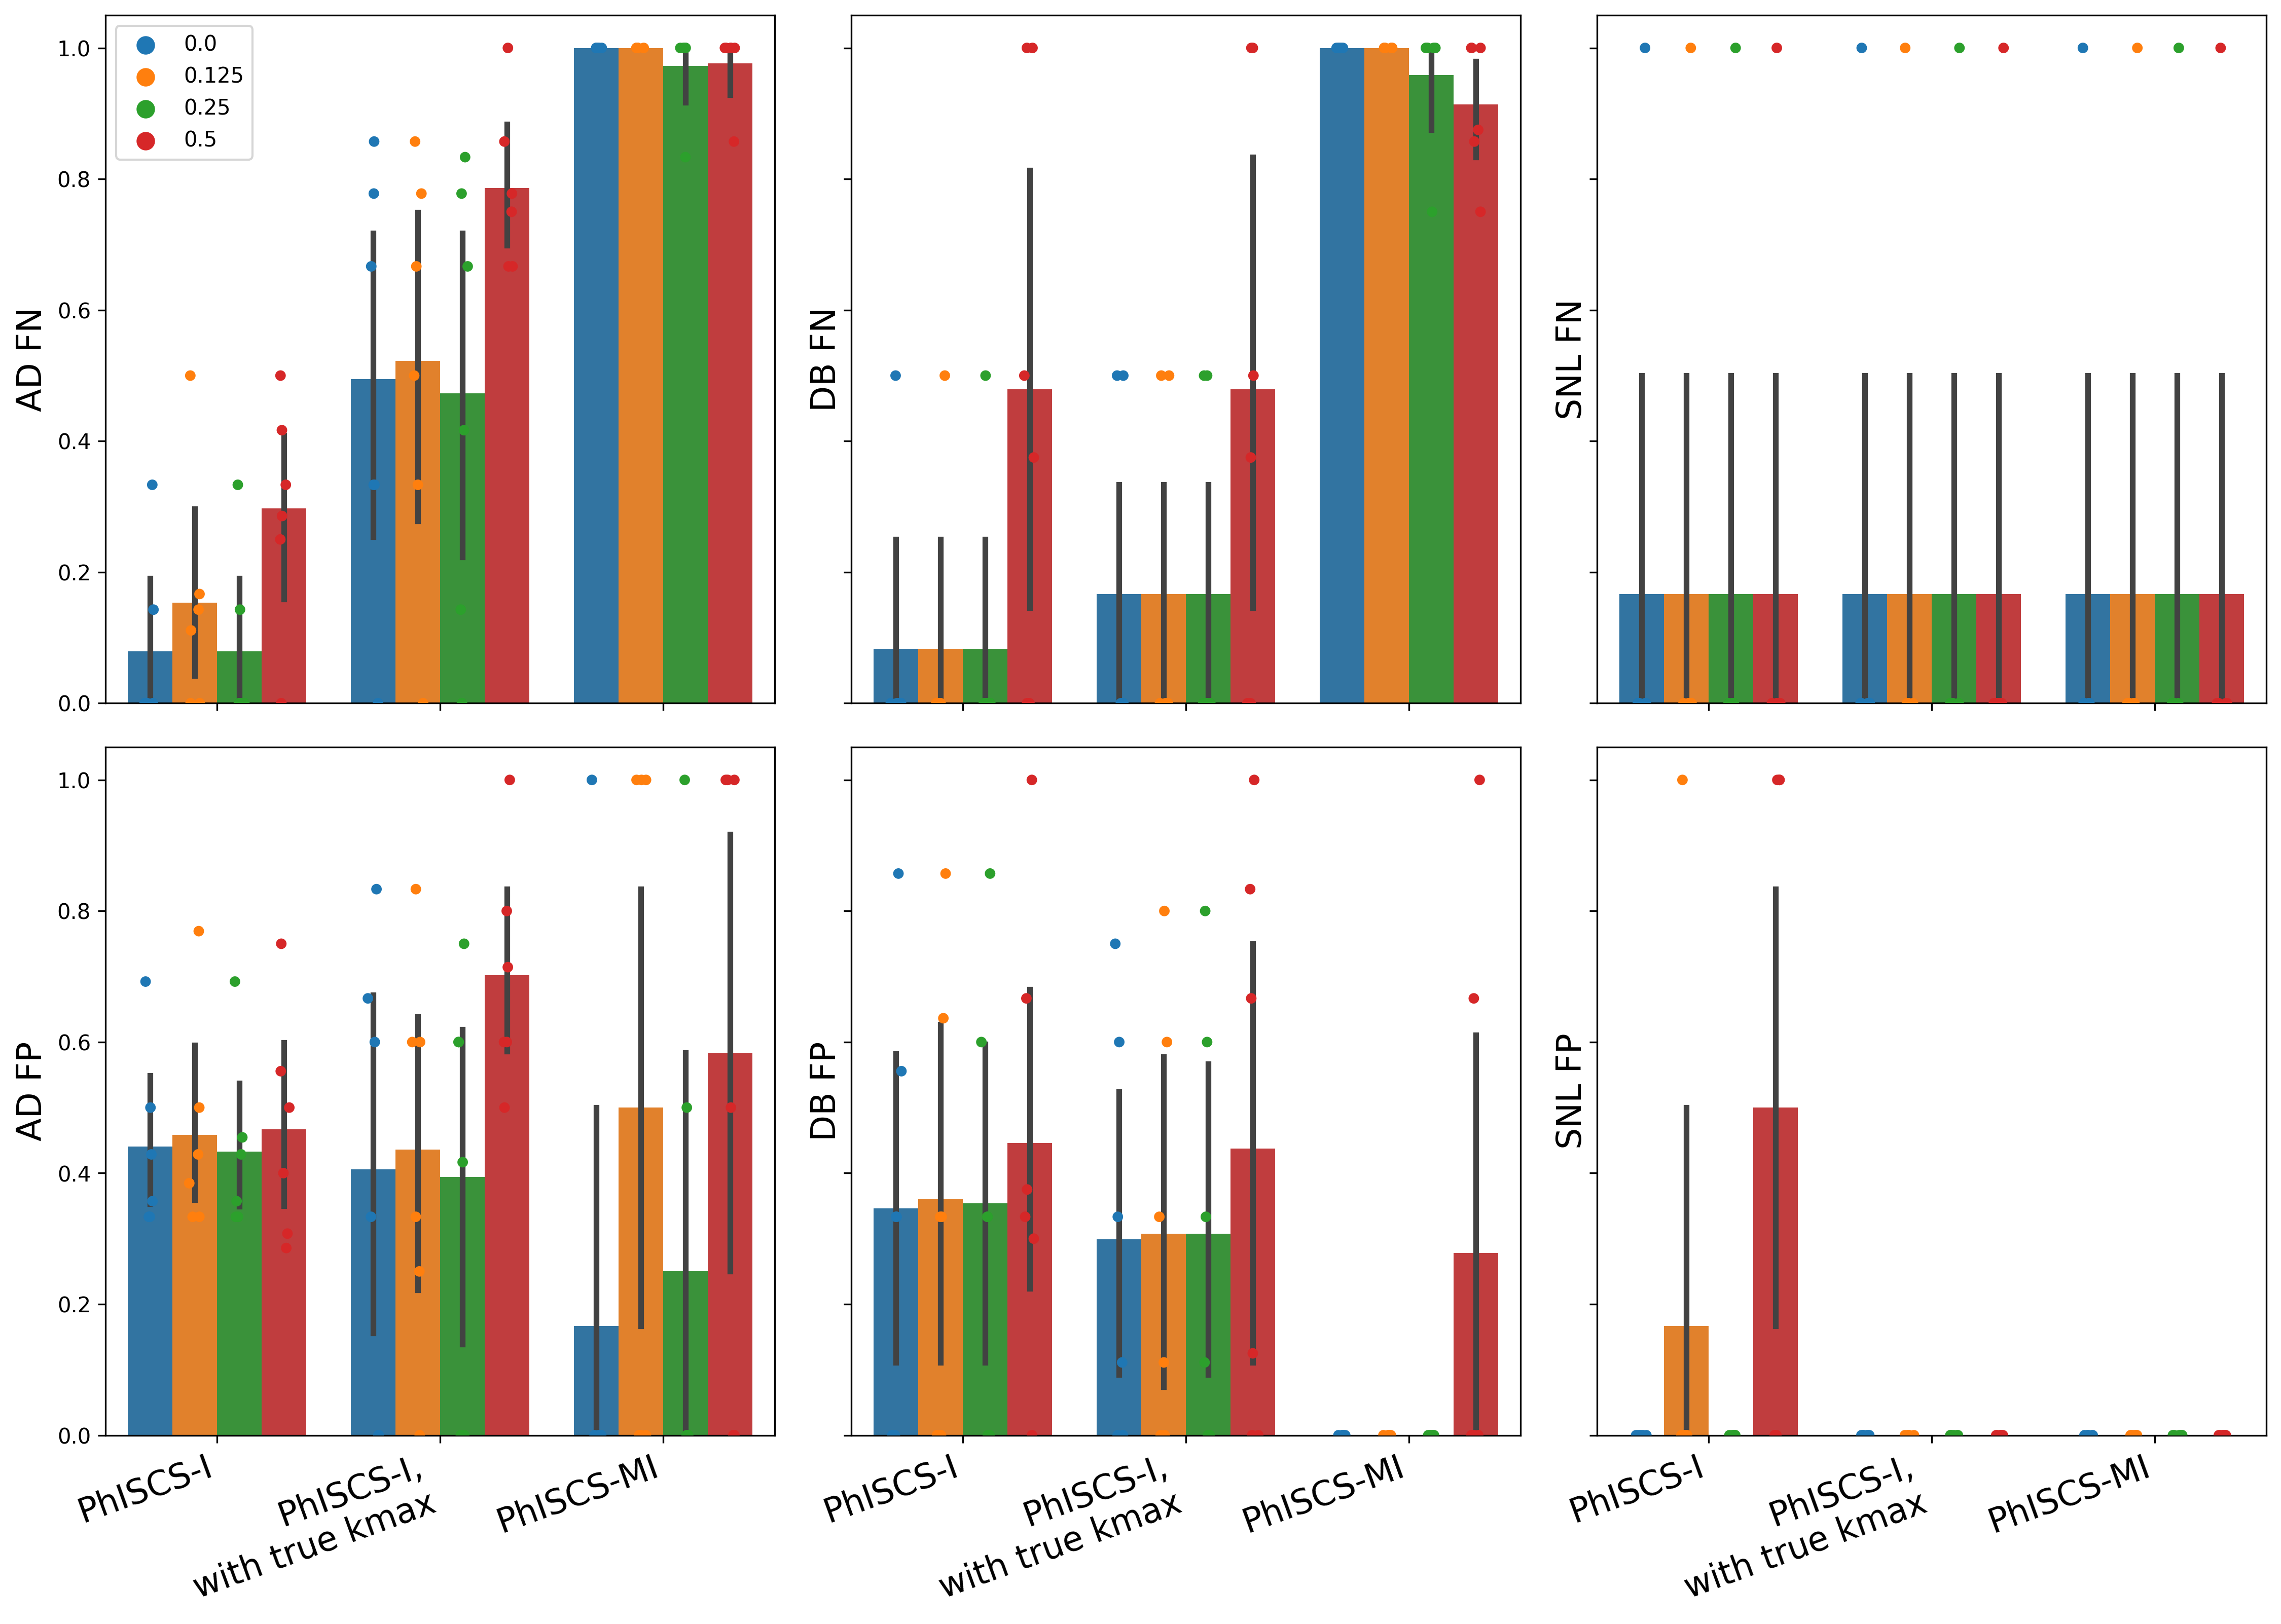 0.0
0.125
0.25
0.5
AD FN
1.0
0.8
0.6
0.4
0.2
0.0
DB FN
SNL FN
AD FP
1.0
0.8
0.6
0.4
0.2
0.0
DB FP
SNL FP
PhISCS-I
PhISCS-I,
with true kmax
PhISCS-MI
PhISCS-I
PhISCS-I,
with true kmax
PhISCS-MI
PhISCS-I
PhISCS-I,
with true kmax
PhISCS-MI